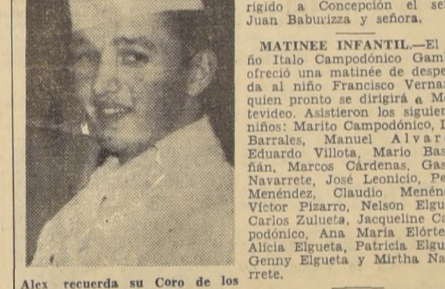 rigido a Concepción el se
Juan Baburizza y señora.
MATINEE INFANTIL.—El
ño Italo Campodónico Gam
ofreció una matinée de despe
da al niño Francisco Verna
quien pronto se dirigirá a Mo
tevideo. Asistieron los siguien
niños: Marito Campodónico,
Barrales, Manuel Alvar
Eduardo Villota, Mario Bas
ñán, Marcos Cárdenas, Gas
Navarrete, José Leonicio, Pe
Menéndez, Claudio Menén
Víctor Pizarro, Nelson Elgu
Carlos Zulueta, Jacqueline Ca
podónico, Ana María Elórte
Alicia Elgueta, Patricia Elgu
Genny Elgueta y Mirtha Na
rrete.
Alex recuerda su Coro de los